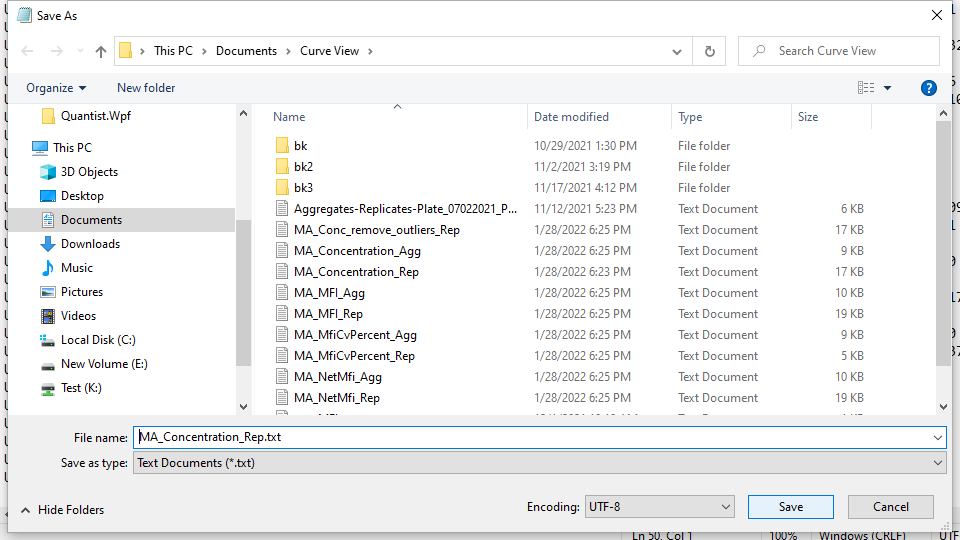 Save As
This PC > Documents > Curve View >
Search Curve View
Organize
New folder
Quantist.Wpf
This PC
3D Objects
Desktop
Documents
Downloads
Music
Pictures
Videos
Local Disk (C:)
New Volume (E:)
Test (K:)
Name Date modified Type Size
bk 10/29/2021 1:30 PM File folder
bk2 11/2/2021 3:19 PM File folder
bk3 11/17/2021 4:12 PM File folder
Aggregates-Replicates-Plate_07022021_P... 11/12/2021 5:23 PM Text Document 6 KB
MA_Conc_remove_outliers_Rep 1/28/2022 6:25 PM Text Document 17 KB
MA_Concentration_Agg 1/28/2022 6:25 PM Text Document 9 KB
MA_Concentration_Rep 1/28/2022 6:23 PM Text Document 17 KB
MA_MFI_Agg 1/28/2022 6:25 PM Text Document 10 KB
MA_MFI_Rep 1/28/2022 6:25 PM Text Document 19 KB
MA_MfiCvPercent_Agg 1/28/2022 6:25 PM Text Document 9 KB
MA_MfiCvPercent_Rep 1/28/2022 6:25 PM Text Document 5 KB
MA_NetMfi_Agg 1/28/2022 6:25 PM Text Document 10 KB
MA_NetMfi_Rep 1/28/2022 6:25 PM Text Document 19 KB
File name: MA_Concentration_Rep.txt
Save as type: Text Documents (*.txt)
Hide Folders
Encoding: UTF-8
Save
Cancel
Ln 50, Col 1 100% Windows (CRLF) UTF